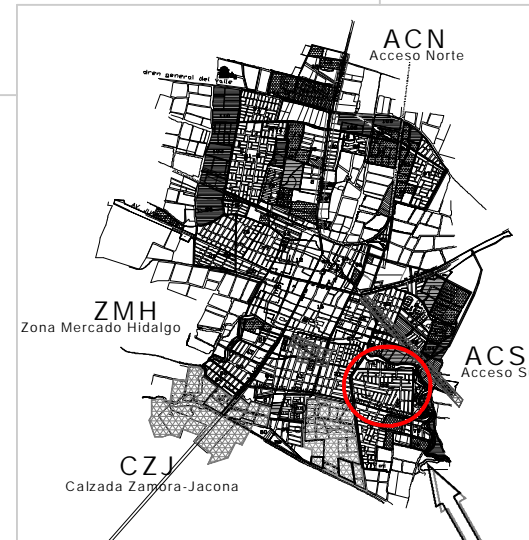 ACN
Acceso Norte
dren general del valle
ZMH
Zona Mercado Hidalgo
ACS
Acceso S
CZJ
Calzada Zamora-Jacona